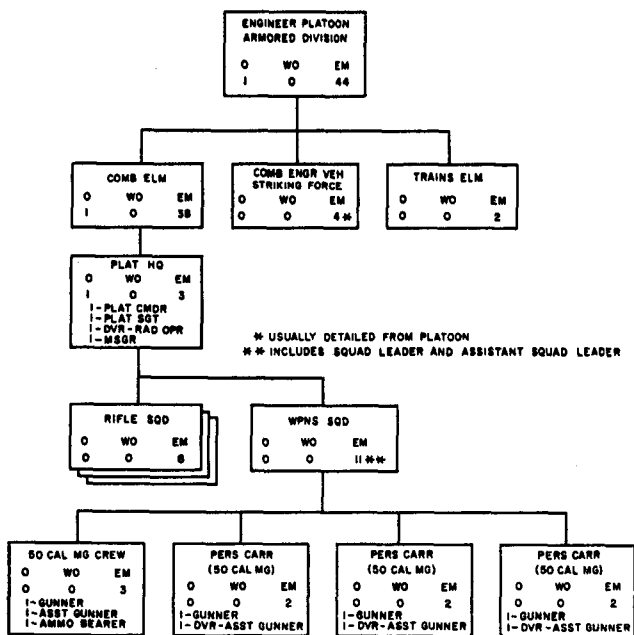 ENGINEER PLATOON
ARMORED DIVISION
O WO EM
1 0 44
COMB ELM
O WO EM
1 0 38
COMB ENGR VEH
STRIKING FORCE
O WO EM
0 0 4*
TRAINS ELM
O WO EM
0 0 2
PLAT HQ
O WO EM
1 0 3
1-PLAT CMDR
1-PLAT SGT
1-DVR-RAD OPR
1-MSGR
* USUALLY DETAILED FROM PLATOON
** INCLUDES SQUAD LEADER AND ASSISTANT SQUAD LEADER
RIFLE SQD
O WO EM
0 0 8
WPNS SQD
O WO EM
0 0 11**
50 CAL MG CREW
O WO EM
0 0 3
1-GUNNER
1-ASST GUNNER
1-AMMO BEARER
PERS CARR
(50 CAL MG)
O WO EM
0 0 2
1-GUNNER
1-DVR-ASST GUNNER
PERS CARR
(50 CAL MG)
O WO EM
0 0 2
1-GUNNER
1-DVR-ASST GUNNER
PERS CARR
(50 CAL MG)
O WO EM
0 0 2
1-GUNNER
1-DVR-ASST GUNNER